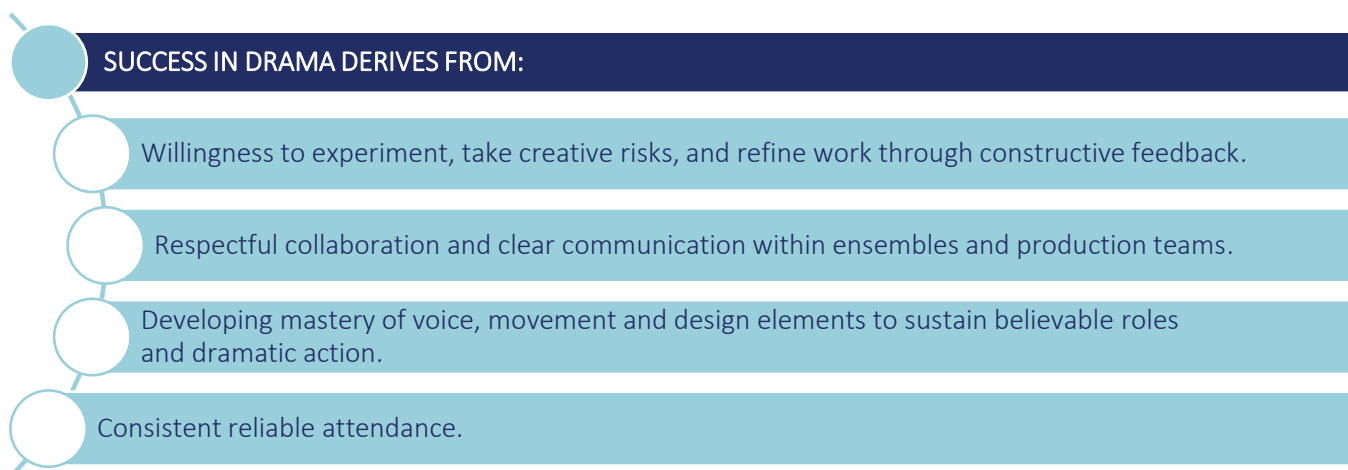 SUCCESS IN DRAMA DERIVES FROM:
Willingness to experiment, take creative risks, and refine work through constructive feedback.
Respectful collaboration and clear communication within ensembles and production teams.
Developing mastery of voice, movement and design elements to sustain believable roles
and dramatic action.
Consistent reliable attendance.